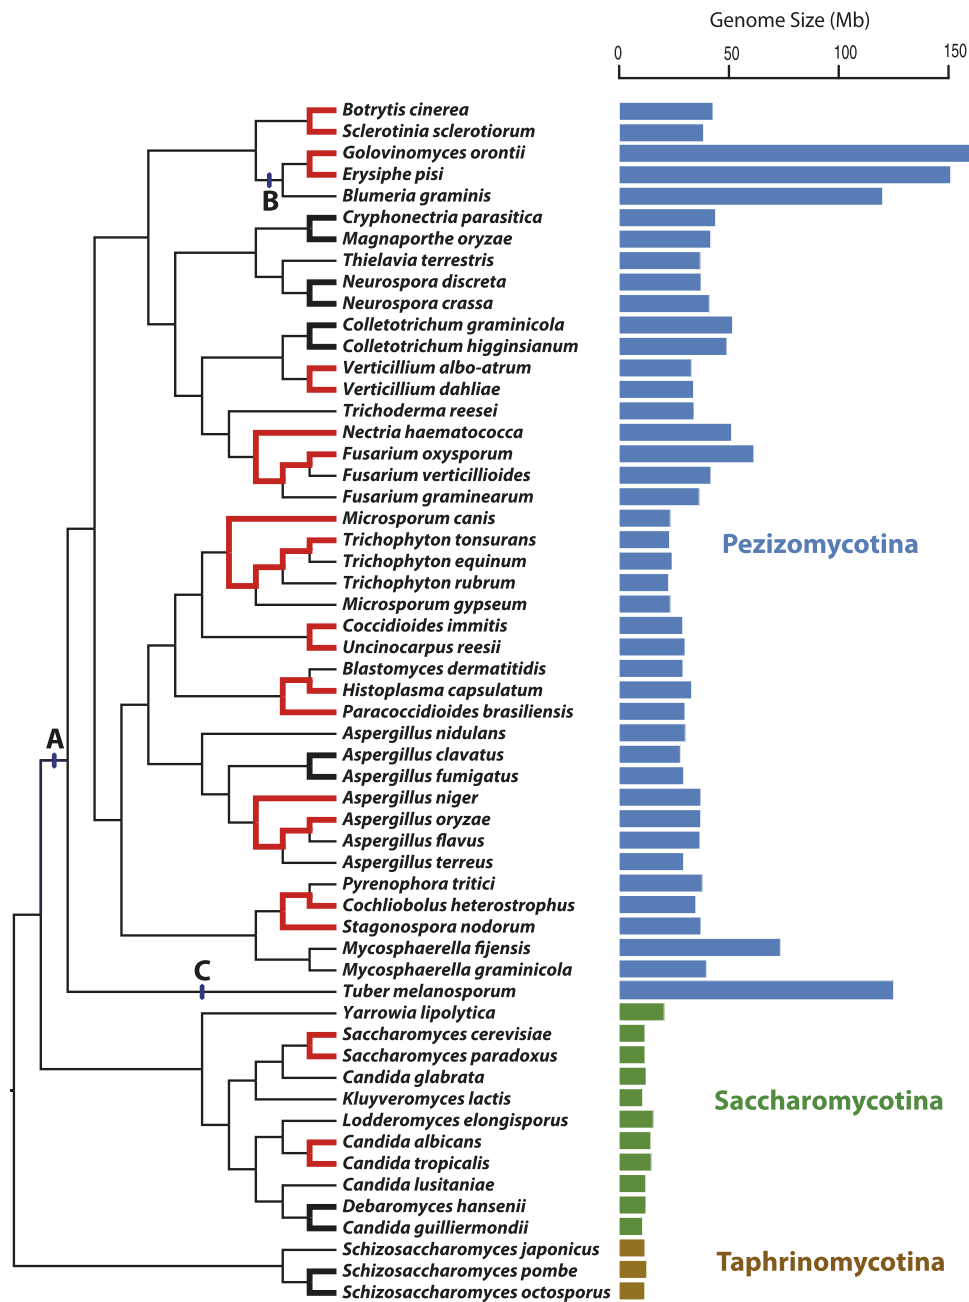 Genome Size (Mb)
0 50 100 150
Botrytis cinerea
Sclerotinia sclerotiorum
Golovinomyces orontii
Erysiphe pisi
B
Blumeria graminis
Cryphonectria parasitica
Magnaporthe oryzae
Thielavia terrestris
Neurospora discreta
Neurospora crassa
Colletotrichum graminicola
Colletotrichum higginsianum
Verticillium albo-atrum
Verticillium dahliae
Trichoderma reesei
Nectria haematococca
Fusarium oxysporum
Fusarium verticillioides
Fusarium graminearum
Microsporum canis
Trichophyton tonsurans
Pezizomycotina
Trichophyton equinum
Trichophyton rubrum
Microsporum gypseum
Coccidioides immitis
Uncinocarpus reesii
Blastomyces dermatitidis
Histoplasma capsulatum
Paracoccidioides brasiliensis
Aspergillus nidulans
A
Aspergillus clavatus
Aspergillus fumigatus
Aspergillus niger
Aspergillus oryzae
Aspergillus flavus
Aspergillus terreus
Pyrenophora tritici
Cochliobolus heterostrophus
Stagonospora nodorum
Mycosphaerella fijensis
Mycosphaerella graminicola
C
Tuber melanosporum
Yarrowia lipolytica
Saccharomyces cerevisiae
Saccharomyces paradoxus
Candida glabrata
Kluyveromyces lactis
Saccharomycotina
Lodderomyces elongisporus
Candida albicans
Candida tropicalis
Candida lusitaniae
Debaromyces hansenii
Candida guilliermondii
Schizosaccharomyces japonicus
Taphrinomycotina
Schizosaccharomyces pombe
Schizosaccharomyces octosporus